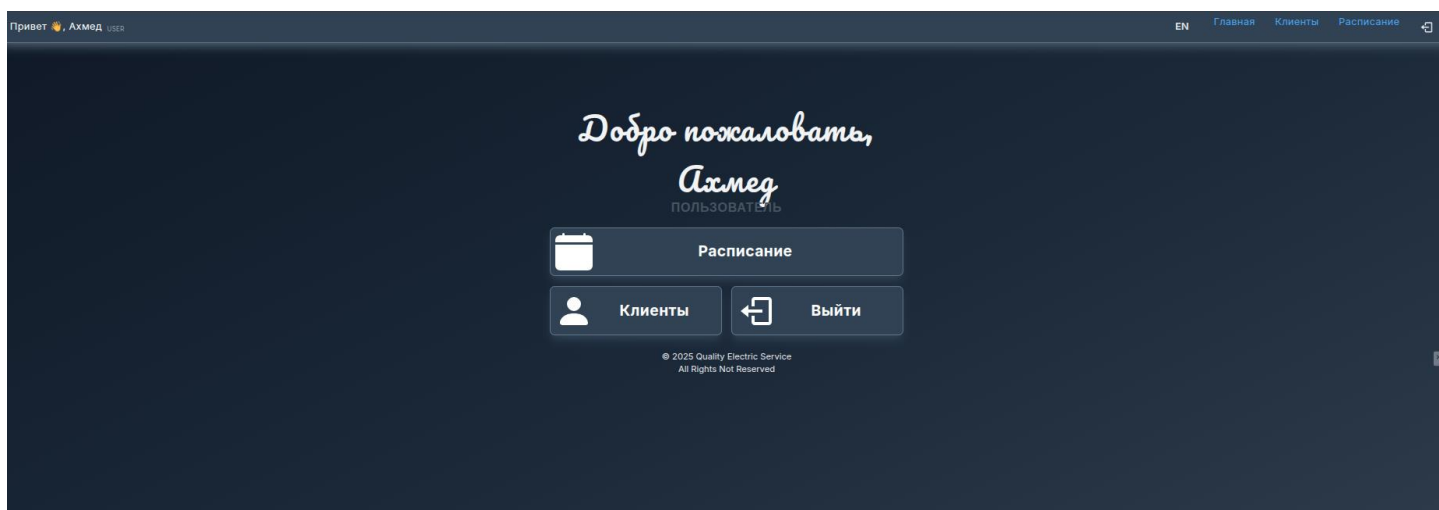 Привет 👋, Ахмед USER
EN Главная Клиенты Расписание
Добро пожаловать,
Ахмед
ПОЛЬЗОВАТЕЛЬ
Расписание
Клиенты
Выйти
© 2025 Quality Electric Service
All Rights Not Reserved